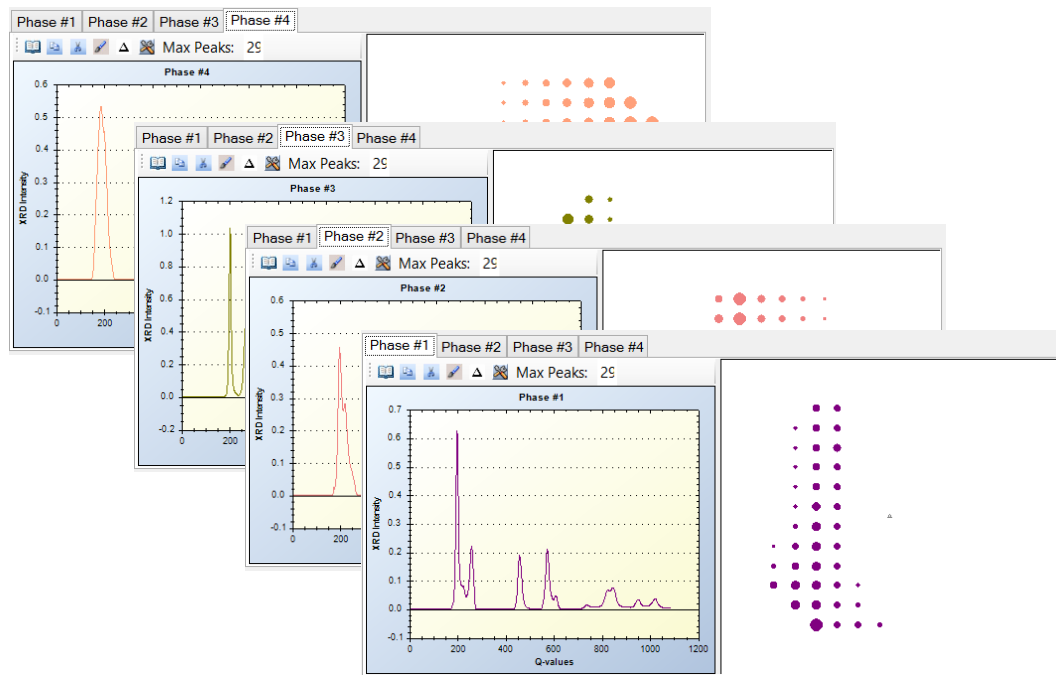 Phase #1 Phase #2 Phase #3 Phase #4
Max Peaks: 29
Phase #4
0.6
0.5
0.4
0.3
0.2
0.1
0.0
-0.1
XRD Intensity
0 200
Phase #1 Phase #2 Phase #3 Phase #4
Δ Max Peaks: 29
Phase #3
1.2
1.0
0.8
0.6
0.4
0.2
0.0
-0.2
XRD Intensity
0 200
Phase #1 Phase #2 Phase #3 Phase #4
Δ Max Peaks: 29
Phase #2
0.6
0.5
0.4
0.3
0.2
0.1
0.0
-0.1
XRD Intensity
0 200
Phase #1 Phase #2 Phase #3 Phase #4
Δ Max Peaks: 29
Phase #1
0.7
0.6
0.5
0.4
0.3
0.2
0.1
0.0
-0.1
XRD Intensity
0 200 400 600 800 1000 1200
Q-values